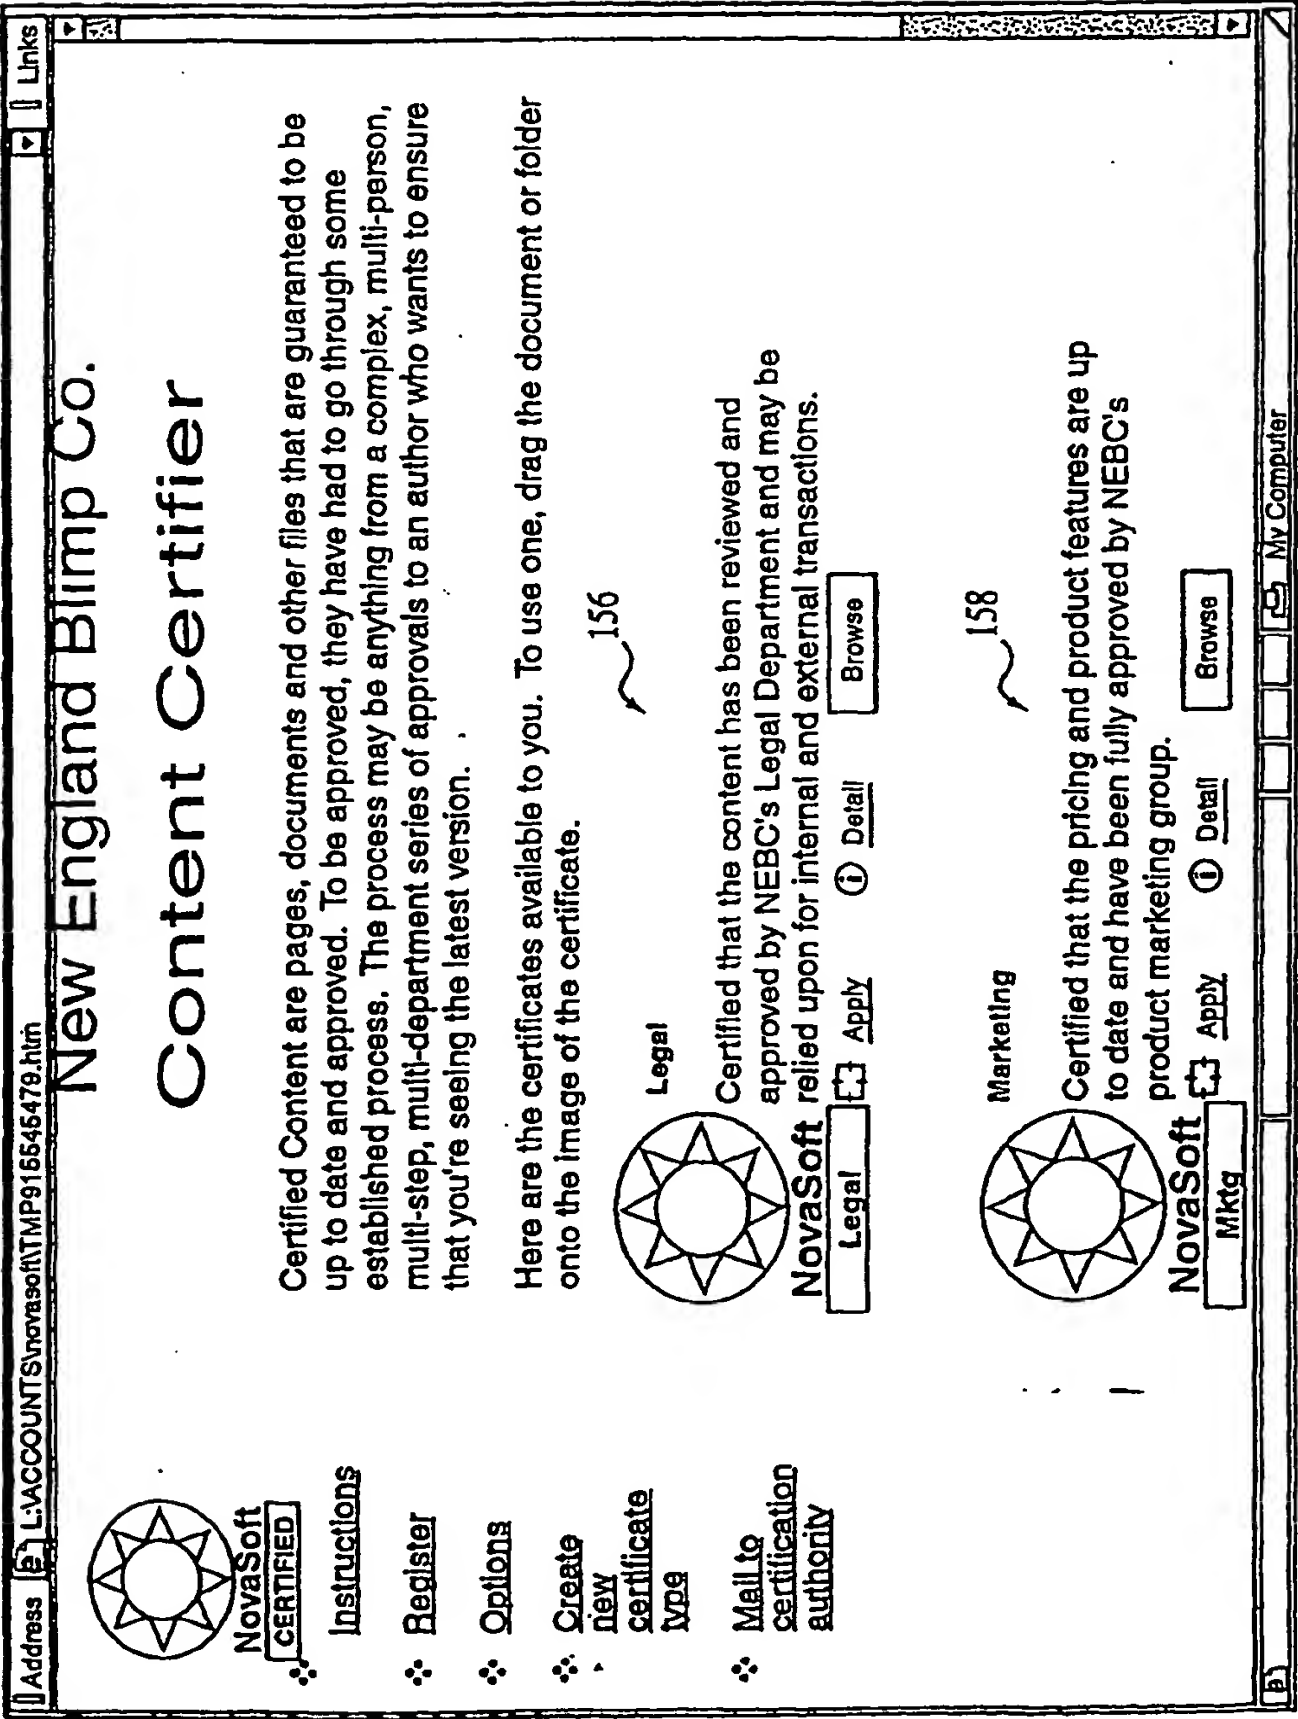 Address L:\ACCOUNTS\novasoft\TMP915545479.htm Links
New England Blimp Co.
Content Certifier
NovaSoft
CERTIFIED
Instructions
Register
Options
Create
new
certificate
type
Mail to
certification
authority
Certified Content are pages, documents and other files that are guaranteed to be
up to date and approved. To be approved, they have had to go through some
established process. The process may be anything from a complex, multi-person,
multi-step, multi-department series of approvals to an author who wants to ensure
that you're seeing the latest version.
Here are the certificates available to you. To use one, drag the document or folder
onto the image of the certificate.
156
Legal
NovaSoft
Legal
Certified that the content has been reviewed and
approved by NEBC's Legal Department and may be
relied upon for internal and external transactions.
Apply Detail Browse
158
Marketing
NovaSoft
Mktg
Certified that the pricing and product features are up
to date and have been fully approved by NEBC's
product marketing group.
Apply Detail Browse
My Computer